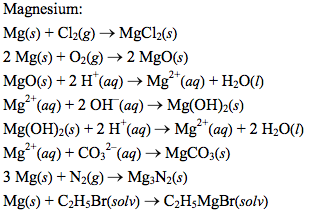 Magnesium:
Mg(s) + Cl₂(g) → MgCl₂(s)
2 Mg(s) + O₂(g) → 2 MgO(s)
MgO(s) + 2 H⁺(aq) → Mg²⁺(aq) + H₂O(l)
Mg²⁺(aq) + 2 OH⁻(aq) → Mg(OH)₂(s)
Mg(OH)₂(s) + 2 H⁺(aq) → Mg²⁺(aq) + 2 H₂O(l)
Mg²⁺(aq) + CO₃²⁻(aq) → MgCO₃(s)
3 Mg(s) + N₂(g) → Mg₃N₂(s)
Mg(s) + C₂H₅Br(solv) → C₂H₅MgBr(solv)